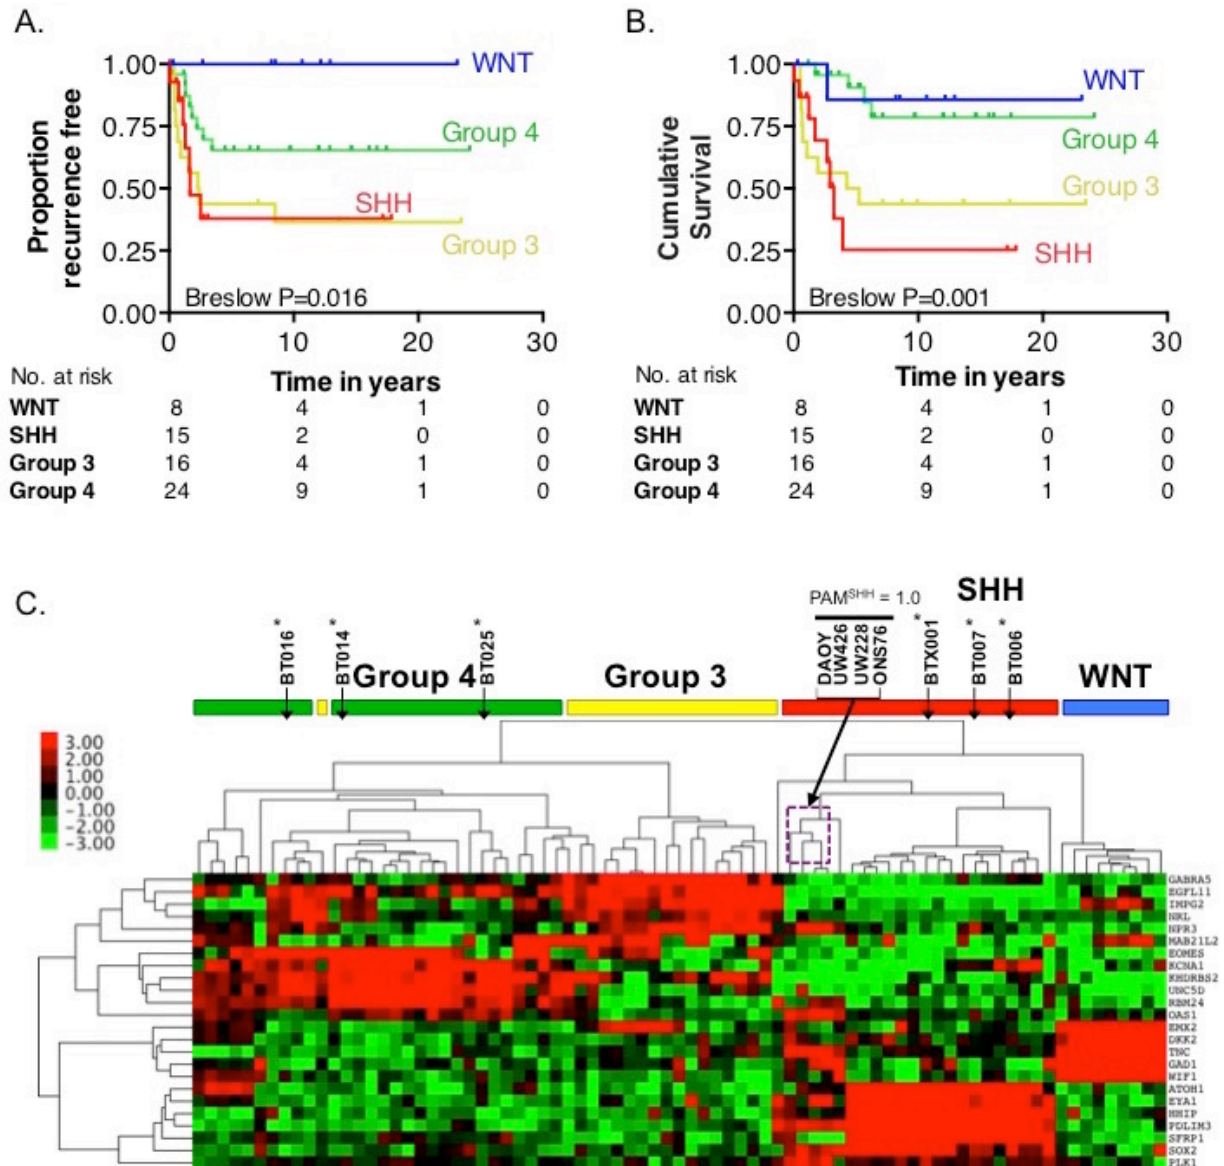 A.
Proportion
recurrence free
1.00
0.75
0.50
0.25
0.00
WNT
Group 4
SHH
Group 3
Breslow P=0.016
0 10 20 30
Time in years
No. at risk
WNT 8 4 1 0
SHH 15 2 0 0
Group 3 16 4 1 0
Group 4 24 9 1 0
B.
Cumulative
Survival
1.00
0.75
0.50
0.25
0.00
WNT
Group 4
Group 3
SHH
Breslow P=0.001
0 10 20 30
Time in years
No. at risk
WNT 8 4 1 0
SHH 15 2 0 0
Group 3 16 4 1 0
Group 4 24 9 1 0
C.
* BT016
* BT014
Group 4
* BT025
Group 3
PAMSHH = 1.0
DAOY
UW426
UW228
ONS76
SHH
* BTX001
* BT007
* BT006
WNT
3.00
2.00
1.00
0.00
-1.00
-2.00
-3.00
GABRA5
EGFL11
IMPG2
NRL
NPR3
MAB21L2
EOMES
KCNA1
KHDRBS2
UNC5D
RBM24
OAS1
EMX2
DKK2
TNC
GAD1
WIF1
ATOH1
EYA1
HHIP
PDLIM3
SFRP1
SOX2
PLK1